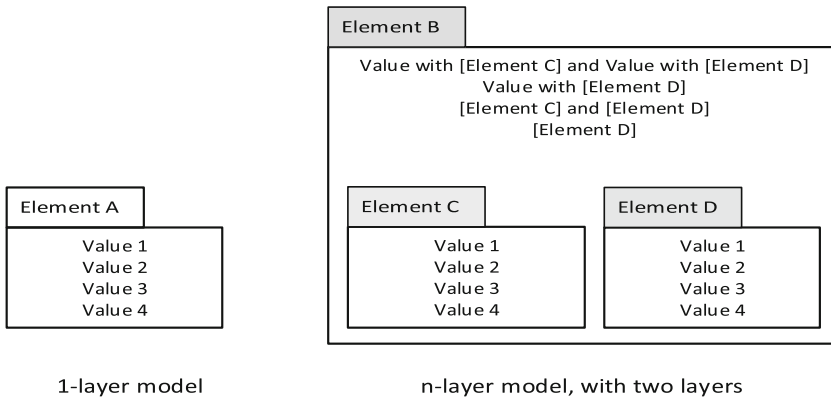 Element B
Value with [Element C] and Value with [Element D]
Value with [Element D]
[Element C] and [Element D]
[Element D]
Element A
Value 1
Value 2
Value 3
Value 4
Element C
Value 1
Value 2
Value 3
Value 4
Element D
Value 1
Value 2
Value 3
Value 4
1-layer model
n-layer model, with two layers